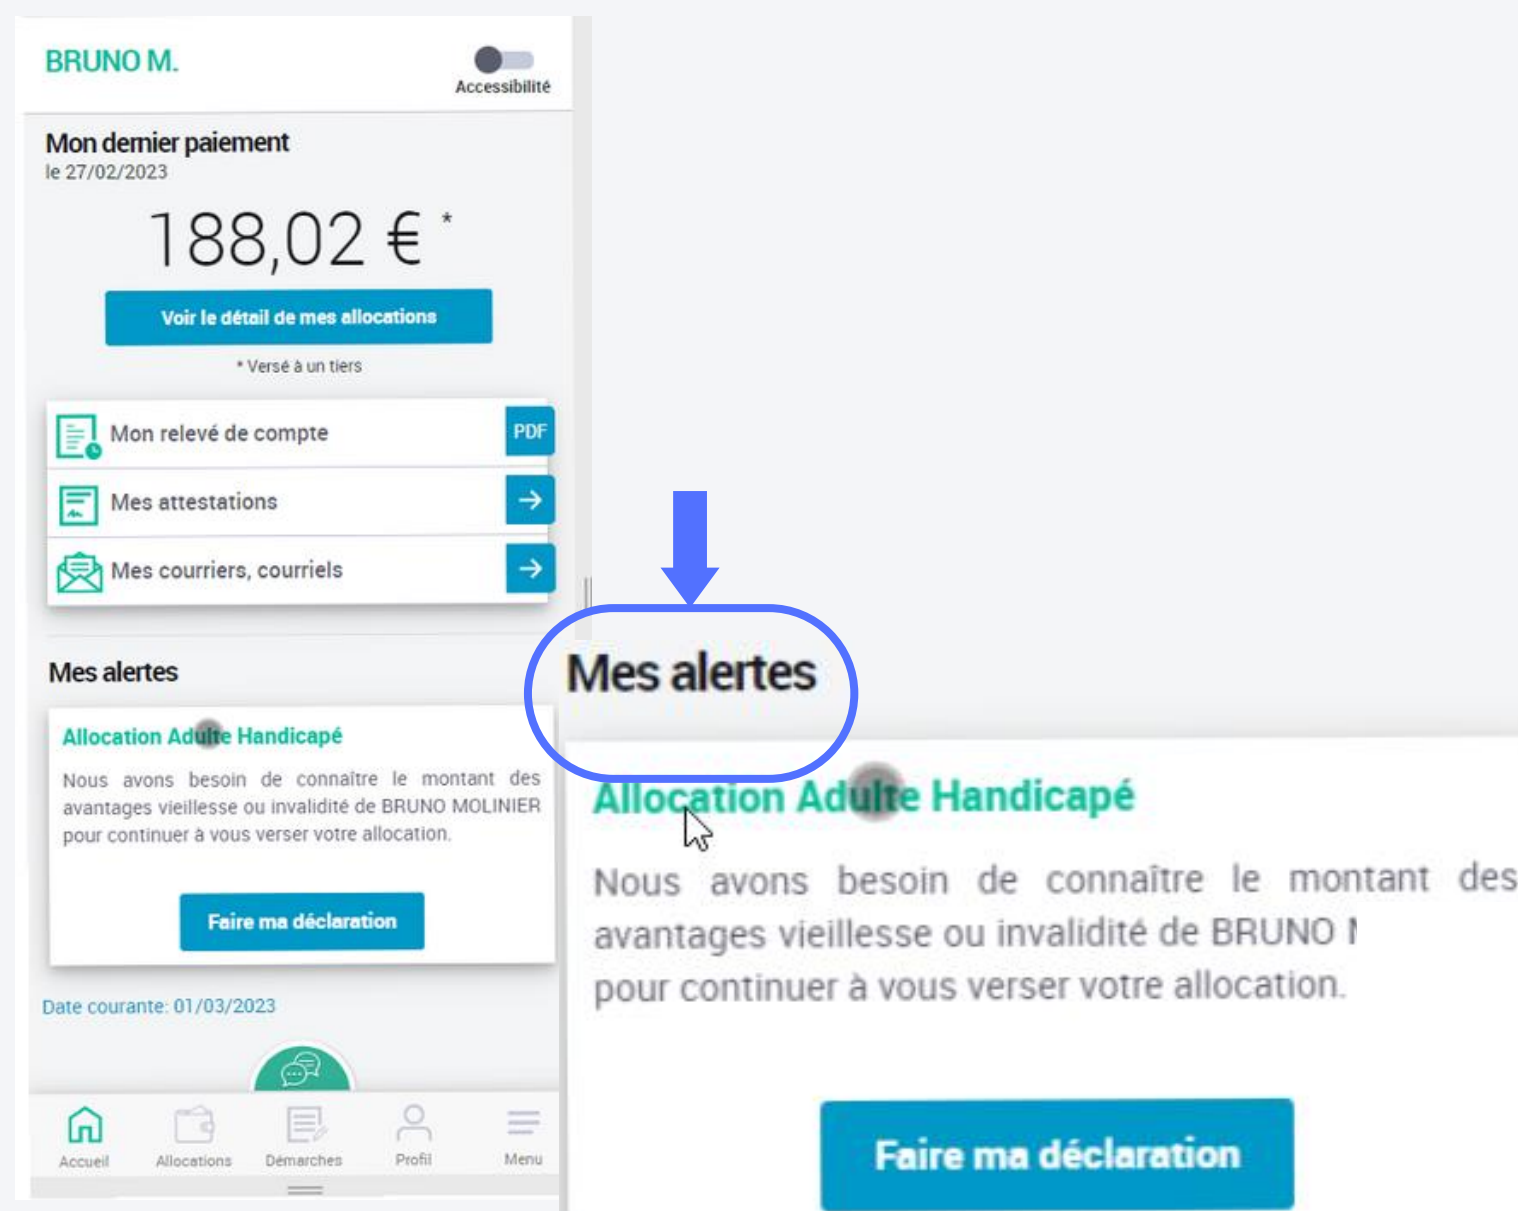 BRUNO M.
Accessibilité
Mon dernier paiement
le 27/02/2023
188,02 € *
Voir le détail de mes allocations
* Versé à un tiers
Mon relevé de compte
PDF
Mes attestations
Mes courriers, courriels
Mes alertes
Allocation Adulte Handicapé
Nous avons besoin de connaître le montant des
avantages vieillesse ou invalidité de BRUNO MOLINIER
pour continuer à vous verser votre allocation.
Faire ma déclaration
Date courante: 01/03/2023
Accueil
Allocations
Démarches
Profil
Menu
Mes alertes
Allocation Adulte Handicapé
Nous avons besoin de connaître le montant des
avantages vieillesse ou invalidité de BRUNO
pour continuer à vous verser votre allocation.
Faire ma déclaration